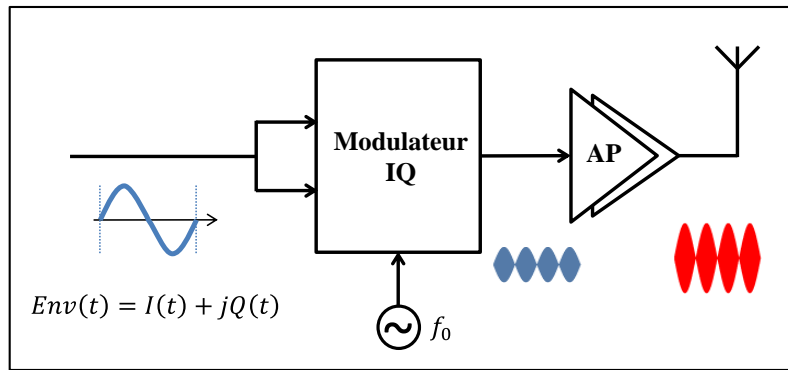 Modulateur
IQ
AP
Env(t) = I(t) + jQ(t)
f₀